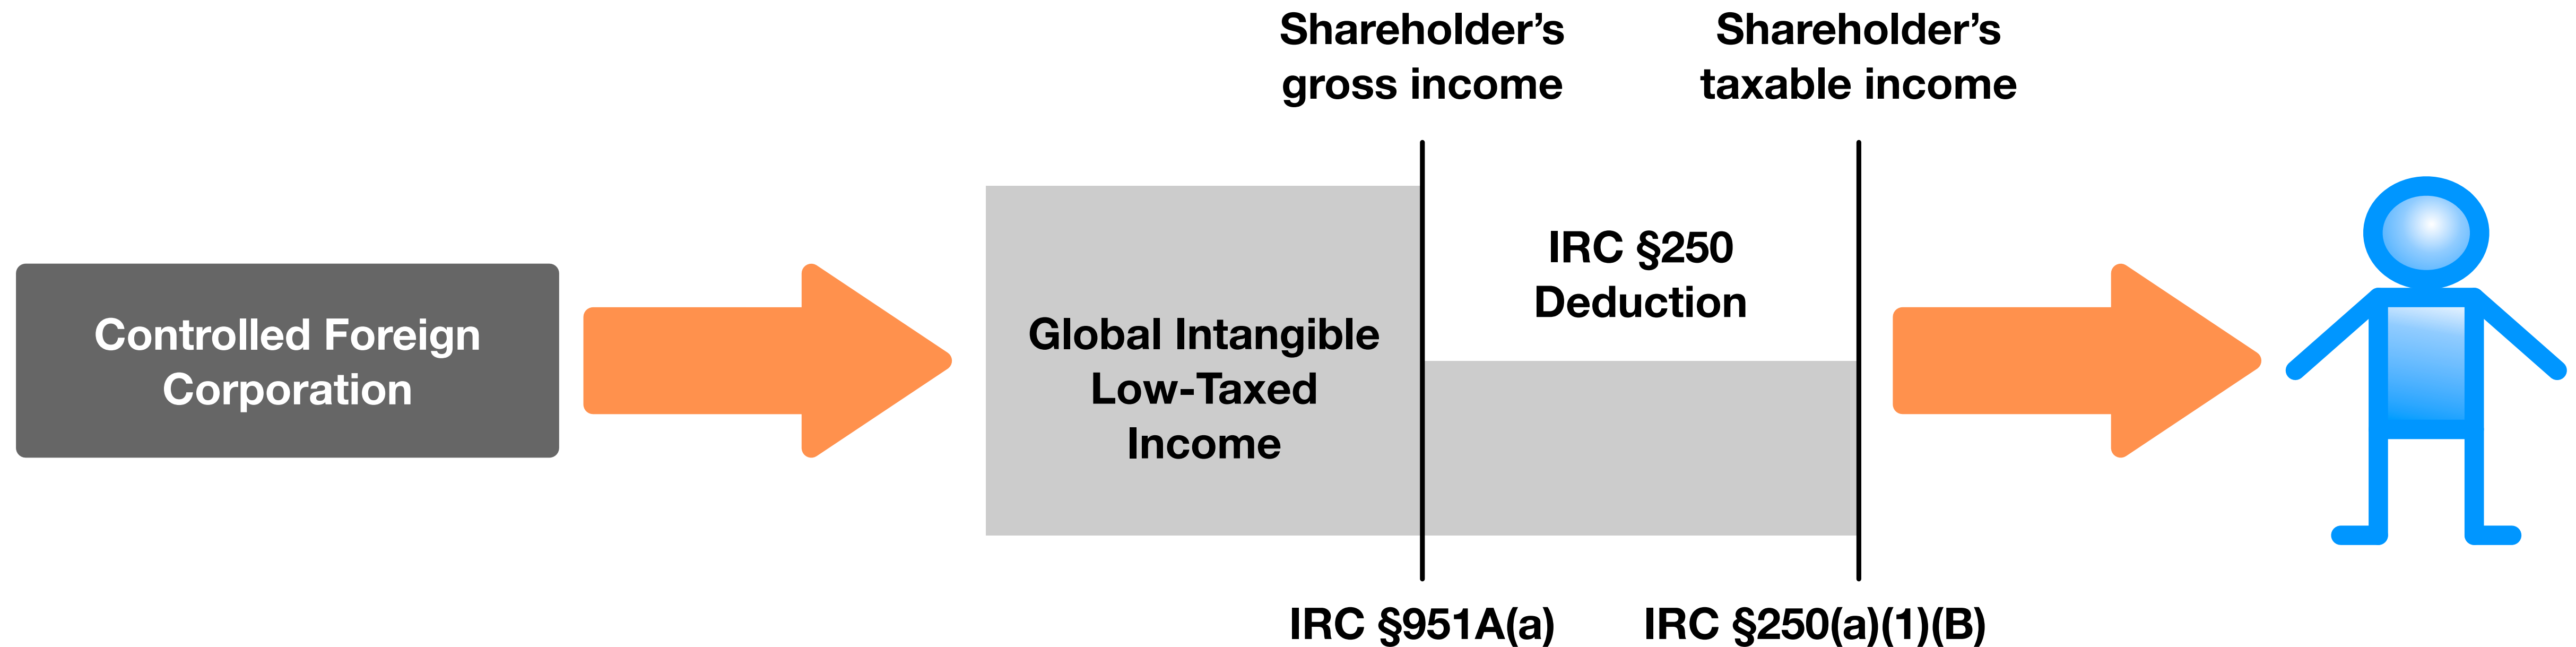 Shareholder’s
gross income
Shareholder’s
taxable income
Controlled Foreign
Corporation
Global Intangible
Low-Taxed
Income
IRC §250
Deduction
IRC §951A(a)
IRC §250(a)(1)(B)